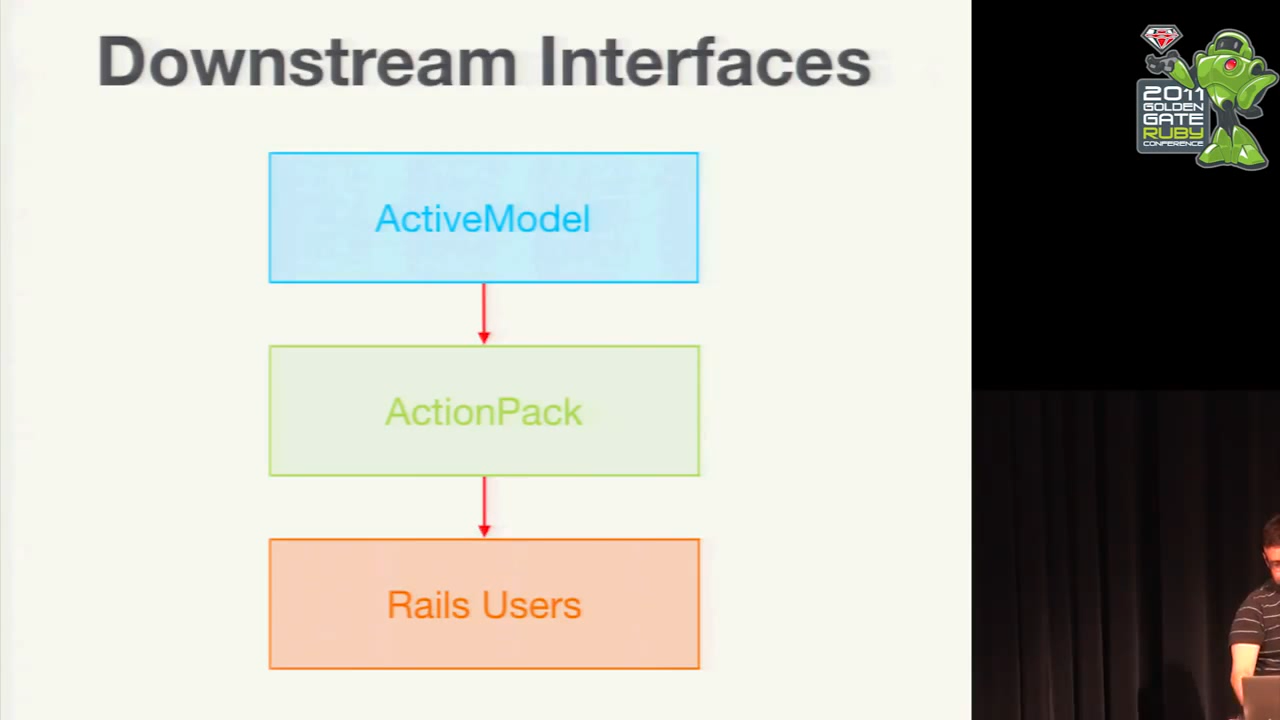 Downstream Interfaces
ActiveModel
ActionPack
Rails Users
2011
GOLDEN
GATE
RUBY
CONFERENCE